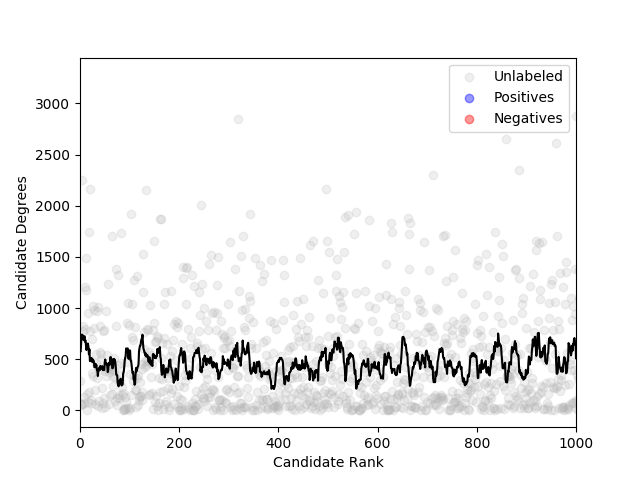 Unlabeled
Positives
Negatives
3000
2500
2000
1500
1000
500
0
Candidate Degrees
0 200 400 600 800 1000
Candidate Rank